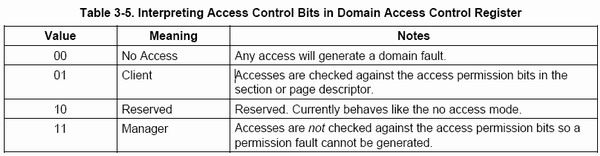 Table 3-5. Interpreting Access Control Bits in Domain Access Control Register
Value Meaning Notes
00 No Access Any access will generate a domain fault.
01 Client Accesses are checked against the access permission bits in the
section or page descriptor.
10 Reserved Reserved. Currently behaves like the no access mode.
11 Manager Accesses are not checked against the access permission bits so a
permission fault cannot be generated.